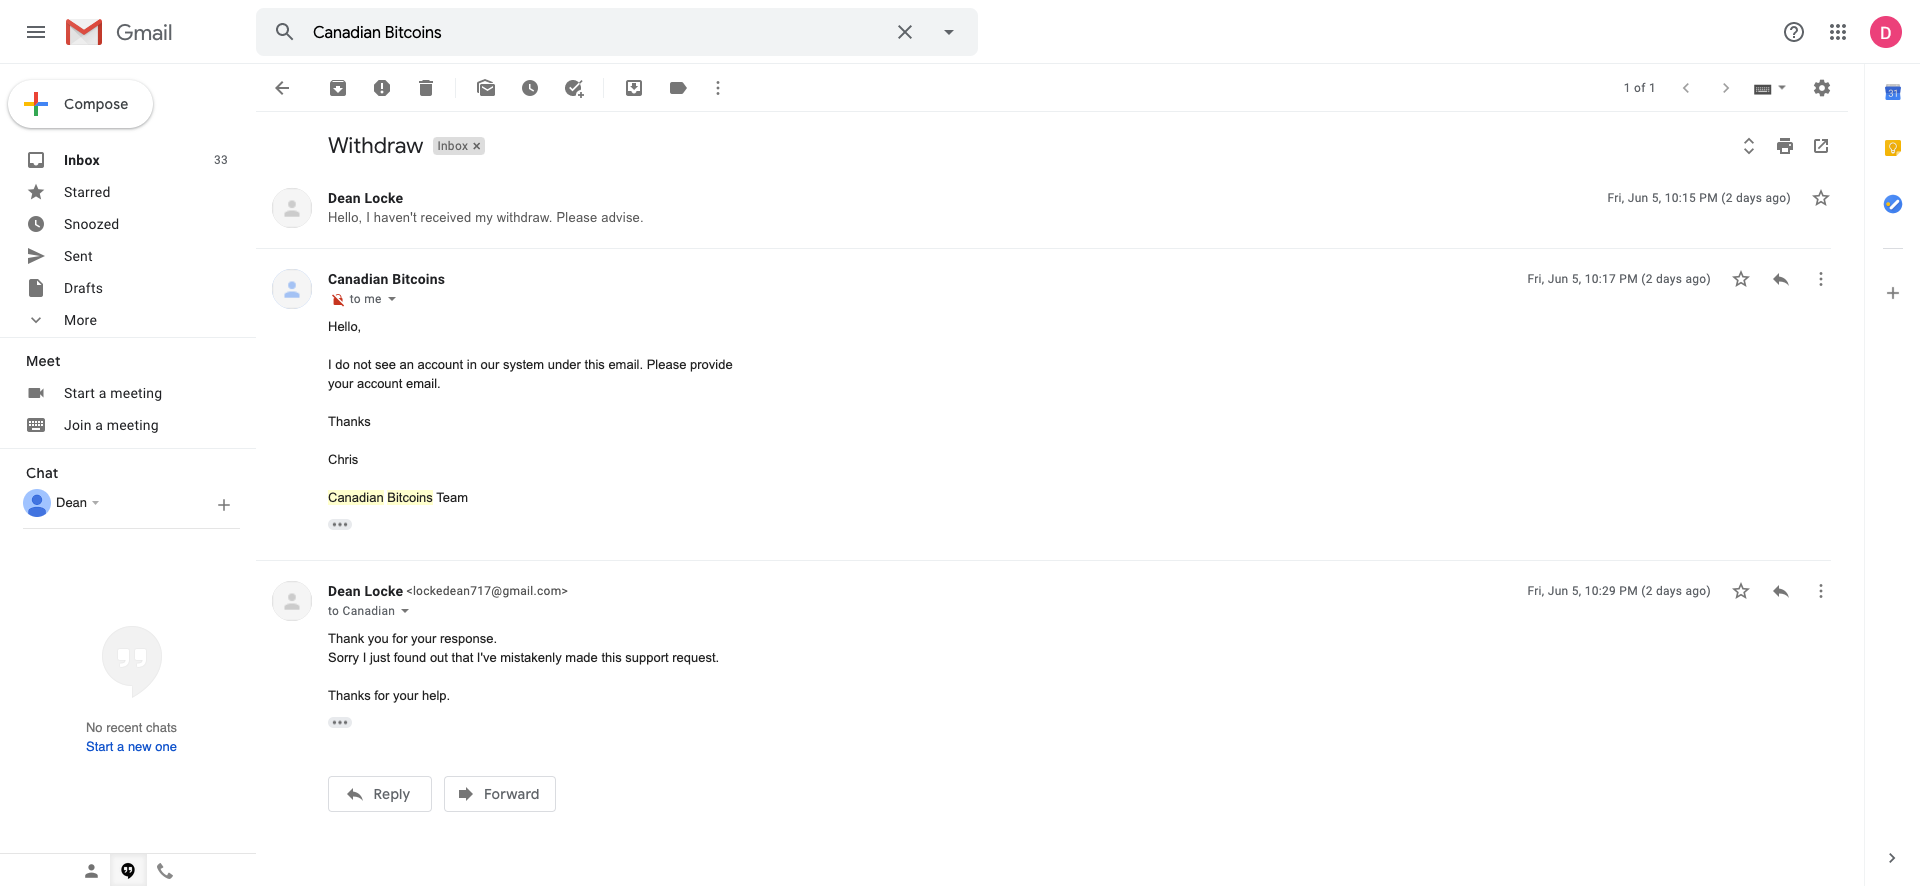 Gmail
Canadian Bitcoins
D
Compose
1 of 1
31
Inbox 33
Starred
Snoozed
Sent
Drafts
More
Meet
Start a meeting
Join a meeting
Chat
Dean
No recent chats
Start a new one
Withdraw Inbox ×
Dean Locke Fri, Jun 5, 10:15 PM (2 days ago)
Hello, I haven't received my withdraw. Please advise.
Canadian Bitcoins Fri, Jun 5, 10:17 PM (2 days ago)
to me
Hello,
I do not see an account in our system under this email. Please provide
your account email.
Thanks
Chris
Canadian Bitcoins Team
Dean Locke <lockedean717@gmail.com> Fri, Jun 5, 10:29 PM (2 days ago)
to Canadian
Thank you for your response.
Sorry I just found out that I've mistakenly made this support request.
Thanks for your help.
Reply Forward